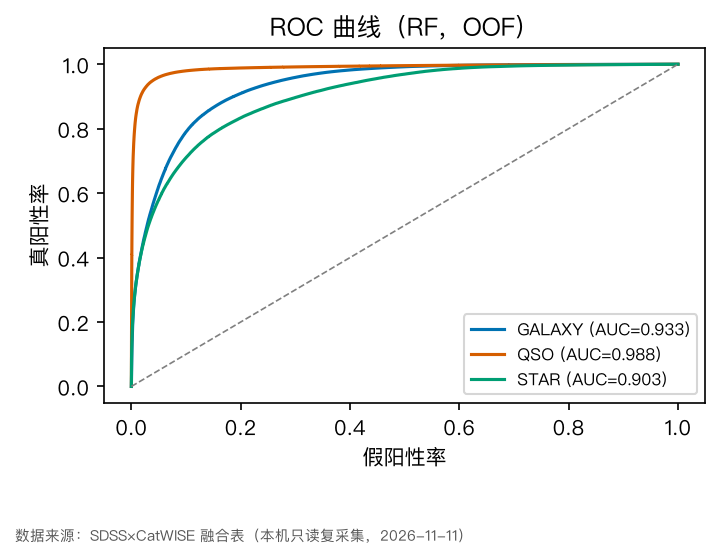 ROC 曲线（RF，OOF）
1.0
0.8
0.6
0.4
0.2
0.0
真阳性率
GALAXY (AUC=0.933)
QSO (AUC=0.988)
STAR (AUC=0.903)
0.0 0.2 0.4 0.6 0.8 1.0
假阳性率
数据来源：SDSS×CatWISE 融合表（本机只读复采集，2026-11-11）